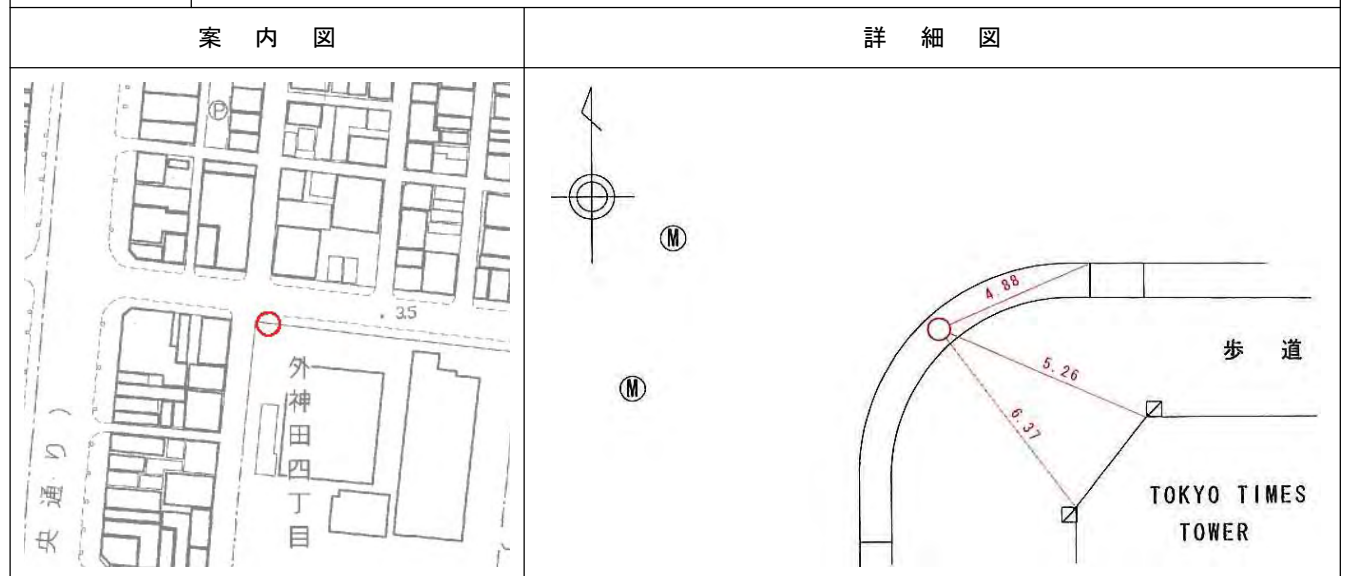 案内図
詳細図
Ⓟ
.35
外神田四丁目
央通り)
Ⓜ
Ⓜ
4.88
5.26
6.37
歩道
TOKYO TIMES
TOWER